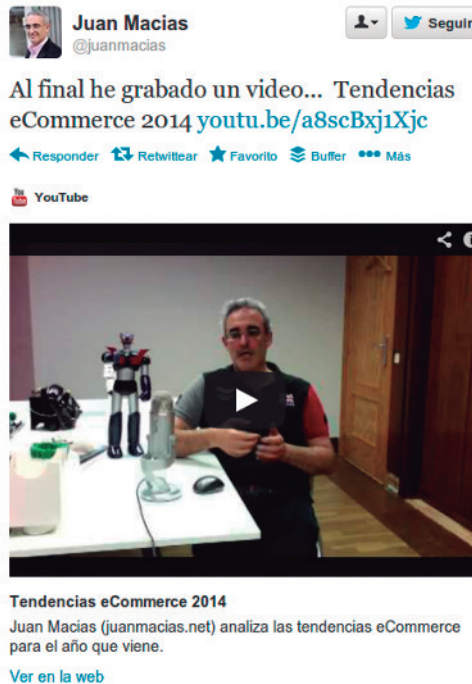 Juan Macias
@juanmacias
Seguir
Al final he grabado un video... Tendencias
eCommerce 2014 youtu.be/a8scBxj1Xjc
Responder Retwittear Favorito Buffer Más
You Tube YouTube
Tendencias eCommerce 2014
Juan Macias (juanmacias.net) analiza las tendencias eCommerce
para el año que viene.
Ver en la web